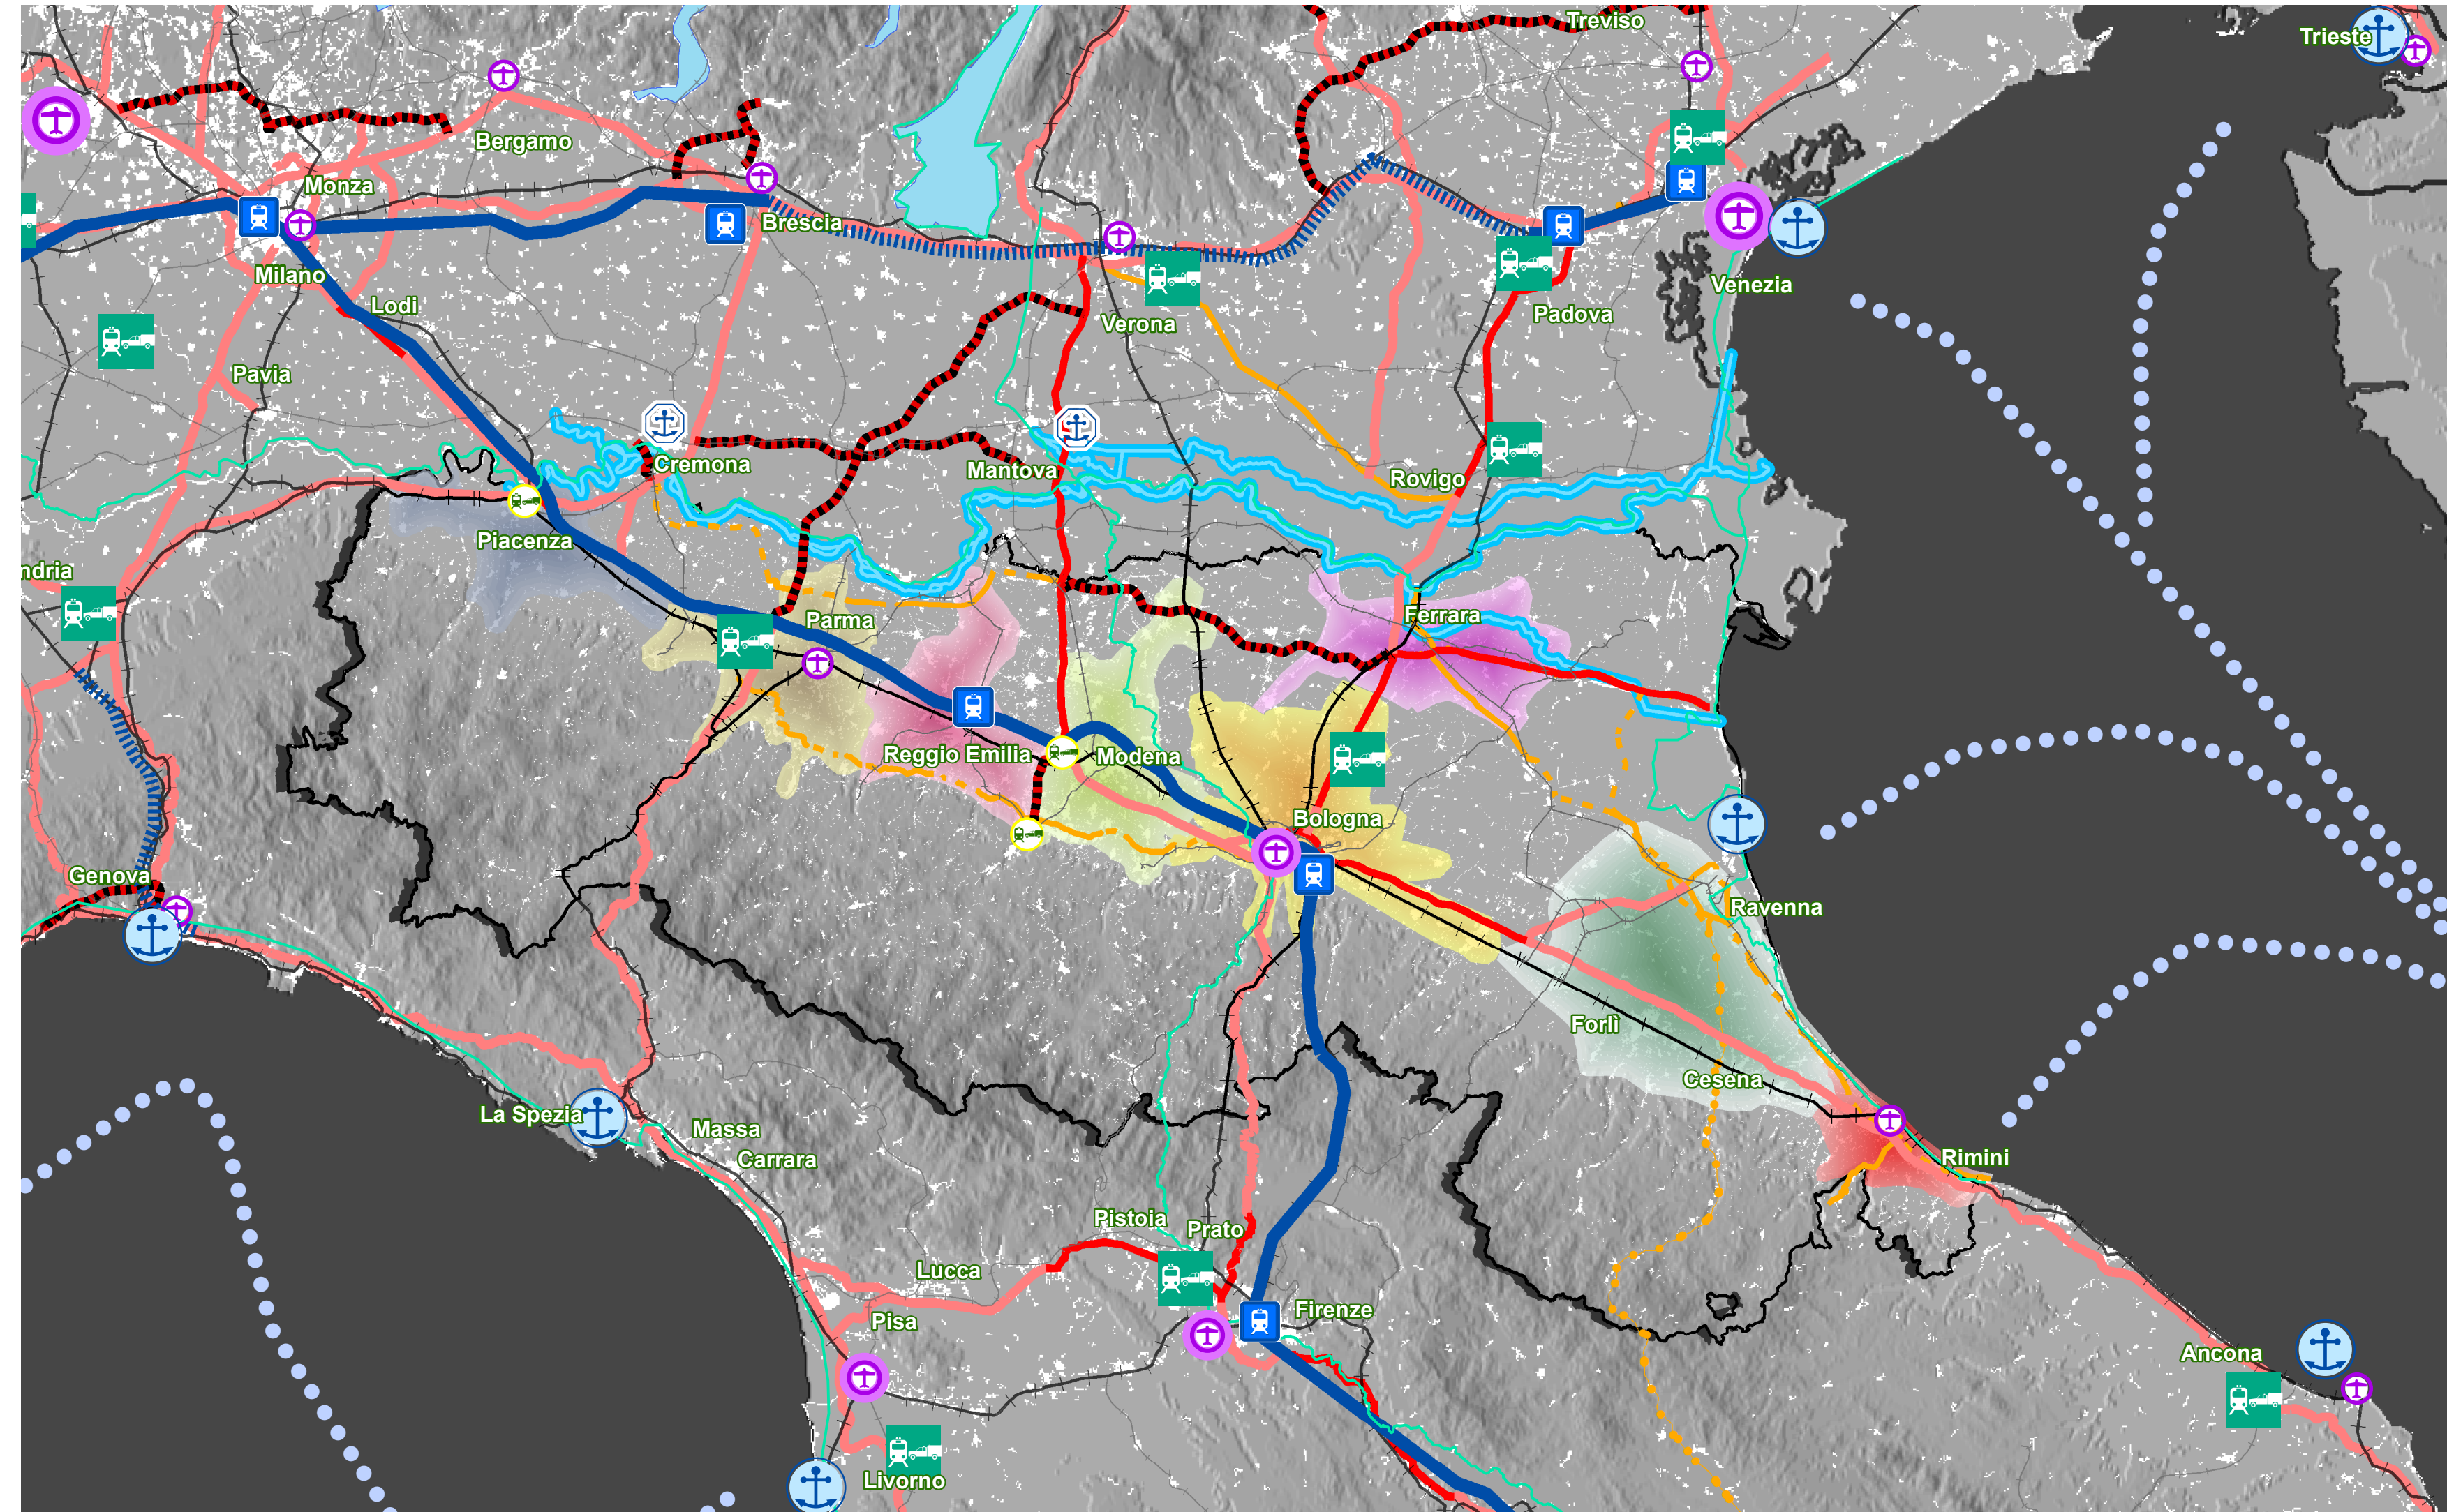 Treviso
Trieste
Bergamo
Monza
Brescia
Milano
Venezia
Lodi
Padova
Verona
Pavia
Cremona
Mantova
Rovigo
Piacenza
ndria
Parma
Ferrara
Reggio Emilia
Modena
Bologna
Genova
Ravenna
Forlì
Cesena
La Spezia
Massa
Carrara
Rimini
Pistoia
Prato
Lucca
Firenze
Pisa
Ancona
Livorno